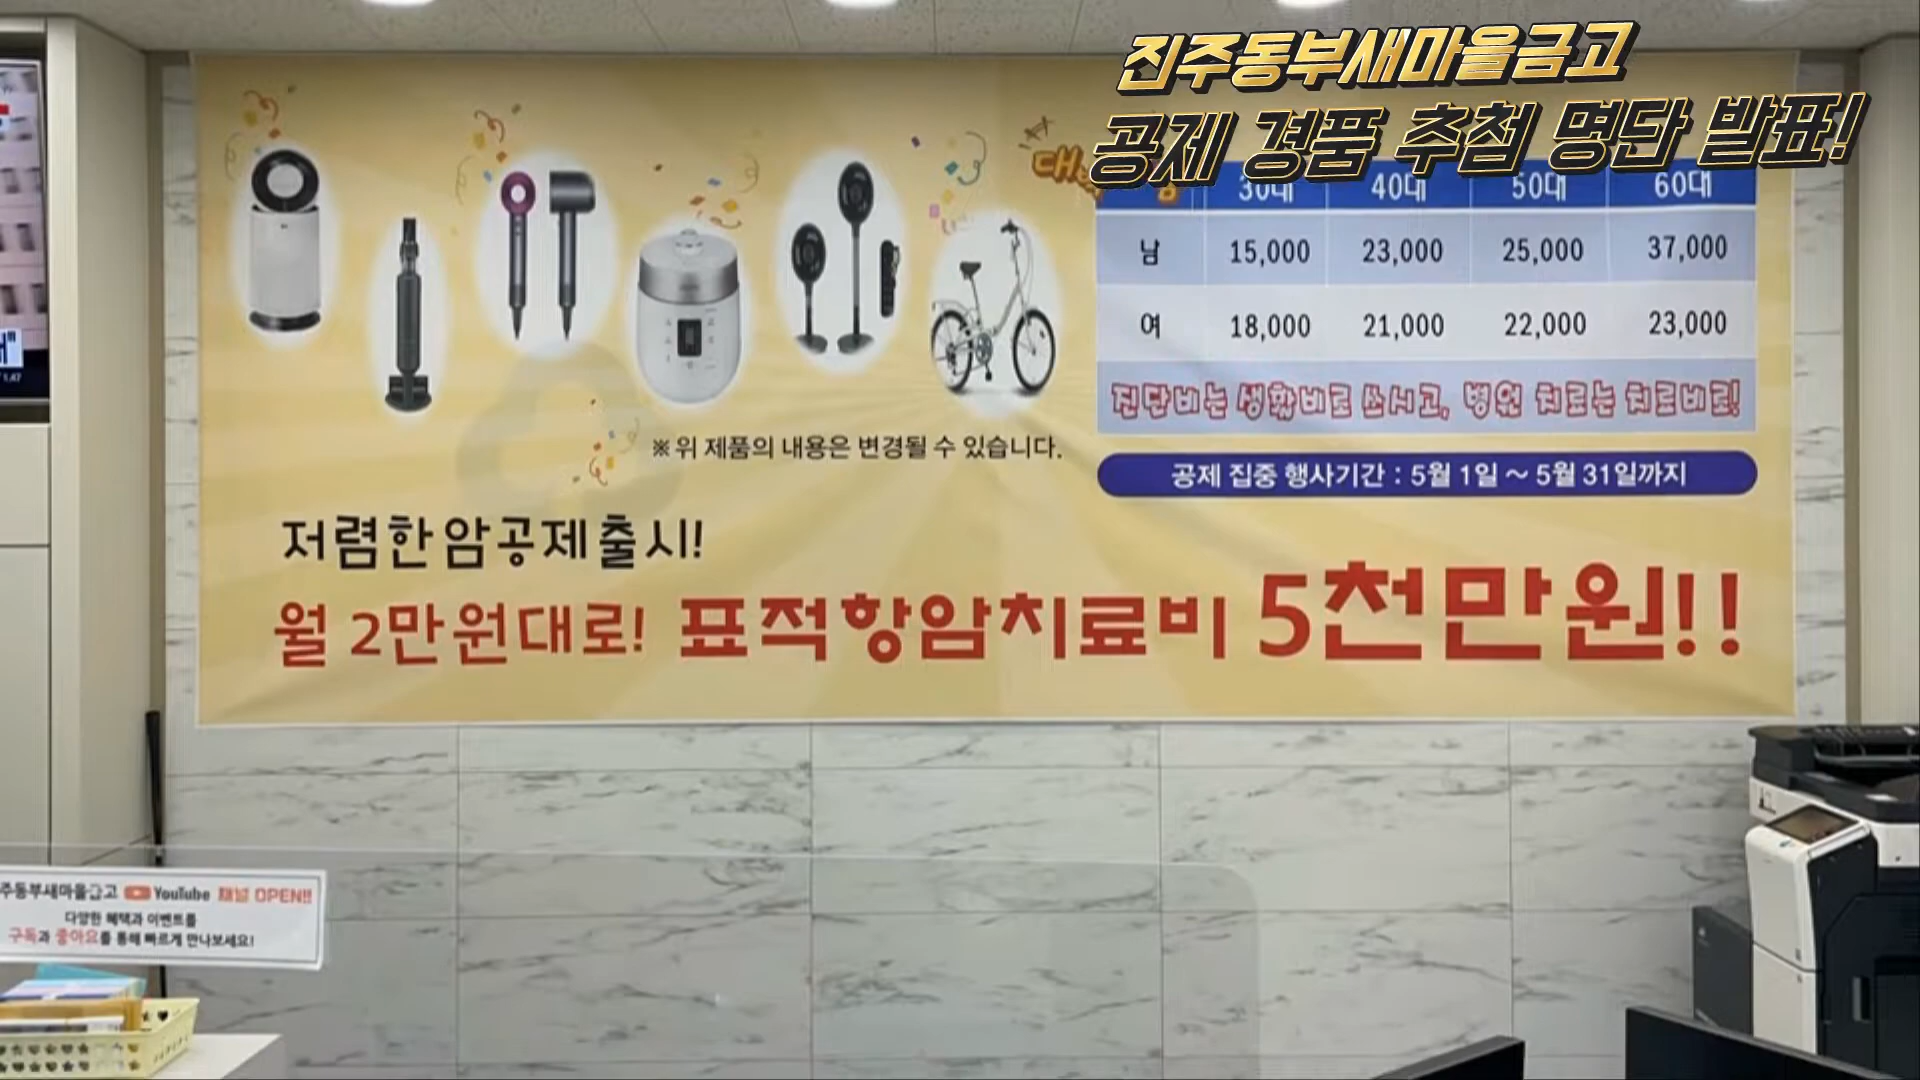 진주동부새마을금고
공제 경품 추첨 명단 발표!
30대 40대 50대 60대
남 15,000 23,000 25,000 37,000
여 18,000 21,000 22,000 23,000
진단비는 생활비로 쓰시고, 병원 치료는 치료비로!
※ 위 제품의 내용은 변경될 수 있습니다.
공제 집중 행사기간 : 5월 1일 ~ 5월 31일까지
저렴한 암공제 출시!
월 2만원대로! 표적항암치료비 5천만원!!
주동부새마을금고 YouTube 채널 OPEN!!
다양한 혜택과 이벤트를
구독과 좋아요를 통해 빠르게 만나보세요!